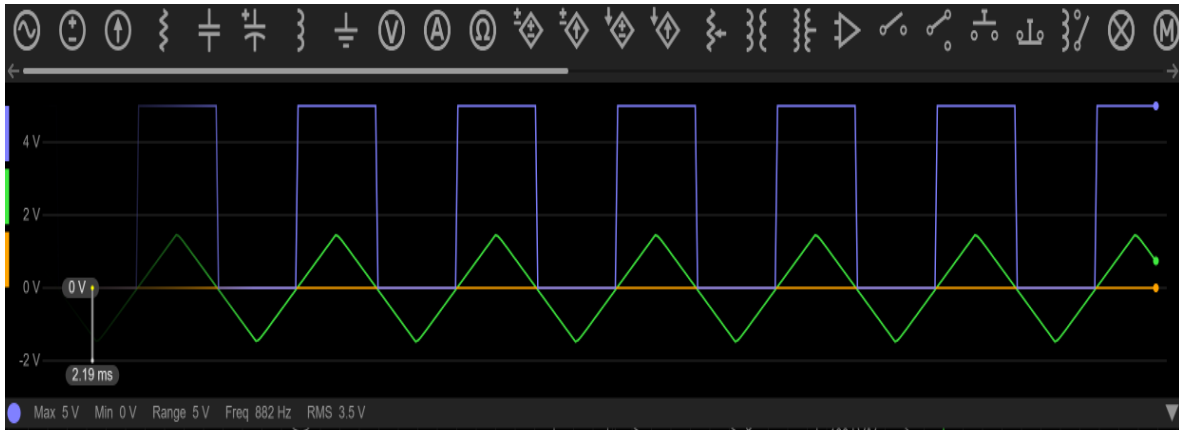 V A Ω M
4 V
2 V
0 V 0 V
-2 V
2.19 ms
Max 5 V Min 0 V Range 5 V Freq 882 Hz RMS 3.5 V